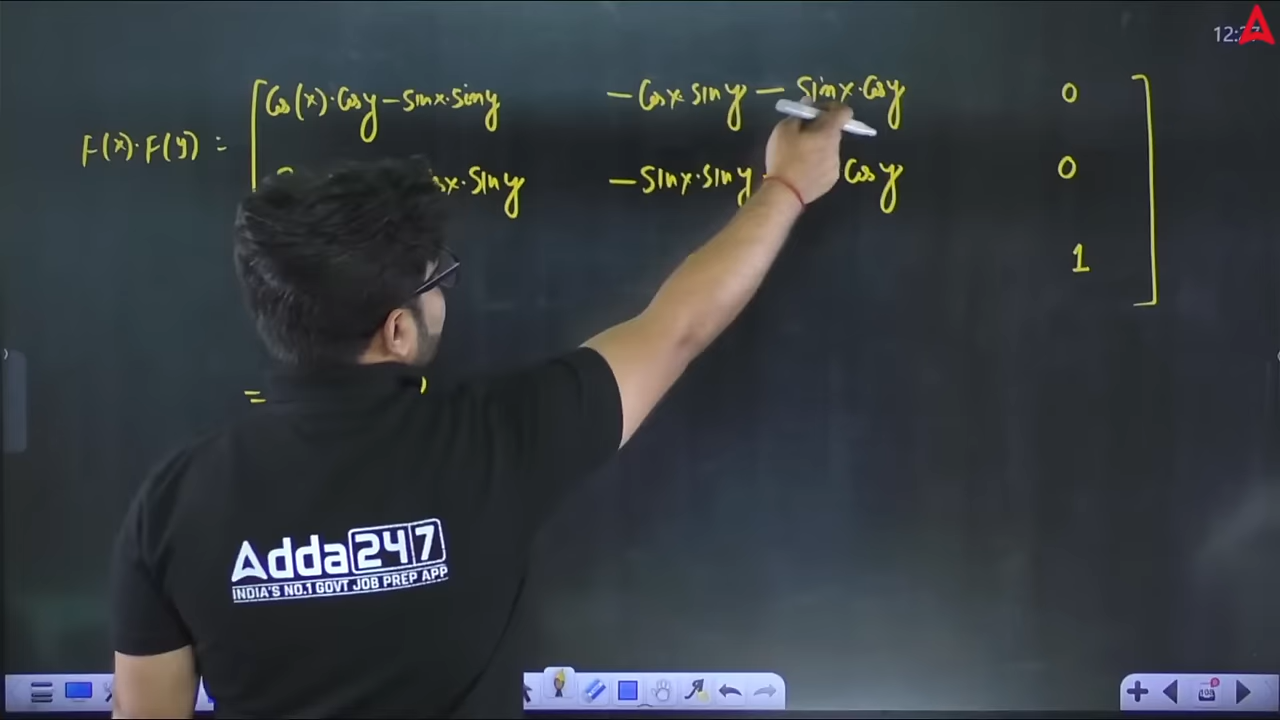 12:2
F(x)·F(y) = [ Cos(x)·Cosy – Sinx·Siny   – Cosx·Siny – Sinx·Cosy   0
x·Siny   – Sinx·Siny   Cosy   0
1 ]
=
Adda247
INDIA'S NO.1 GOVT JOB PREP APP
108